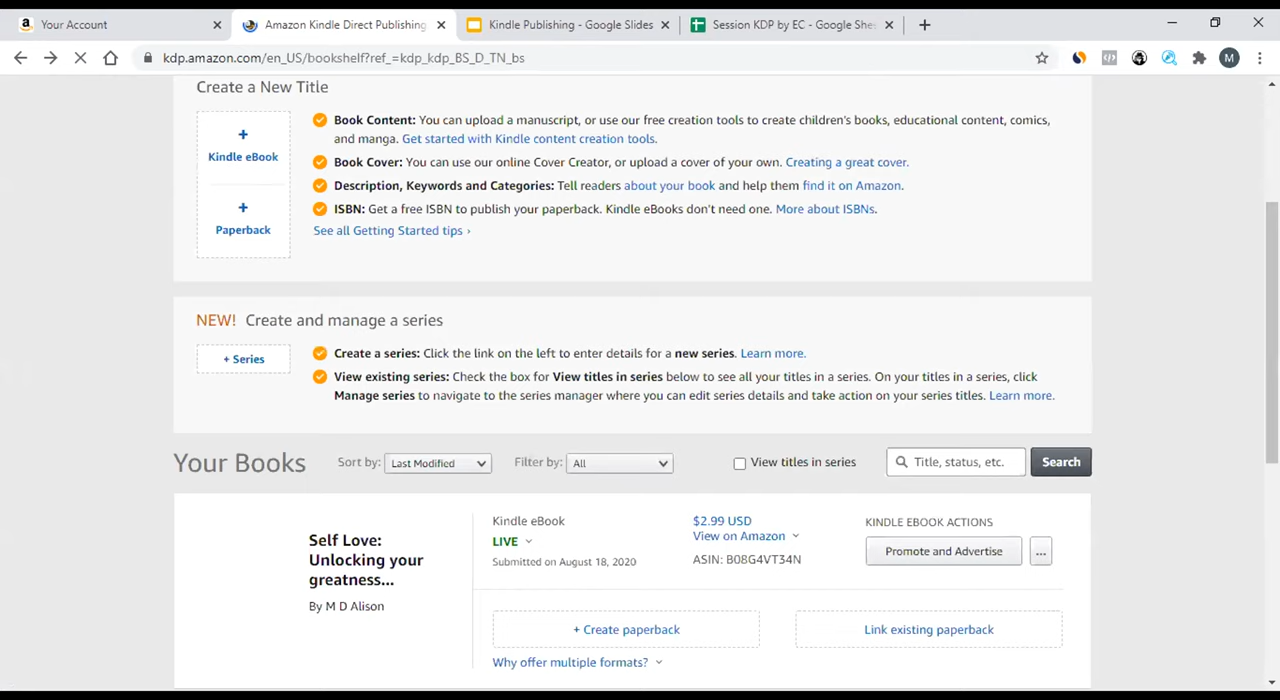 Your Account
Amazon Kindle Direct Publishing
Kindle Publishing - Google Slides
Session KDP by EC - Google She
kdp.amazon.com/en_US/bookshelf?ref_=kdp_kdp_BS_D_TN_bs
M
Create a New Title
+
Kindle eBook
+
Paperback
Book Content: You can upload a manuscript, or use our free creation tools to create children's books, educational content, comics,
and manga. Get started with Kindle content creation tools.
Book Cover: You can use our online Cover Creator, or upload a cover of your own. Creating a great cover.
Description, Keywords and Categories: Tell readers about your book and help them find it on Amazon.
ISBN: Get a free ISBN to publish your paperback. Kindle eBooks don't need one. More about ISBNs.
See all Getting Started tips ›
NEW! Create and manage a series
+ Series
Create a series: Click the link on the left to enter details for a new series. Learn more.
View existing series: Check the box for View titles in series below to see all your titles in a series. On your titles in a series, click
Manage series to navigate to the series manager where you can edit series details and take action on your series titles. Learn more.
Your Books
Sort by: Last Modified
Filter by: All
View titles in series
Title, status, etc.
Search
Self Love:
Unlocking your
greatness...
By M D Alison
Kindle eBook
LIVE
Submitted on August 18, 2020
$2.99 USD
View on Amazon
ASIN: B08G4VT34N
KINDLE EBOOK ACTIONS
Promote and Advertise
...
+ Create paperback
Link existing paperback
Why offer multiple formats?